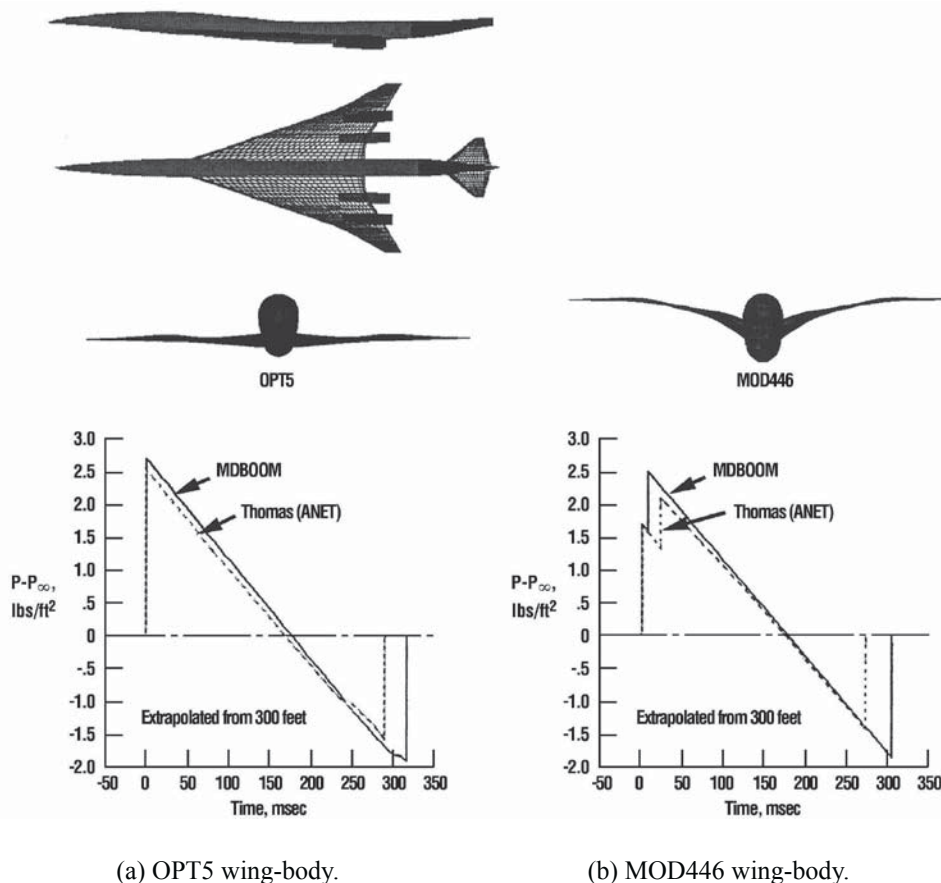 OPT5
MOD446
3.0
2.5
2.0
1.5
1.0
.5
0
-.5
-1.0
-1.5
-2.0
P-P∞,
lbs/ft²
MDBOOM
Thomas (ANET)
Extrapolated from 300 feet
-50 0 50 100 150 200 250 300 350
Time, msec
3.0
2.5
2.0
1.5
1.0
.5
0
-.5
-1.0
-1.5
-2.0
P-P∞,
lbs/ft²
MDBOOM
Thomas (ANET)
Extrapolated from 300 feet
-50 0 50 100 150 200 250 300 350
Time, msec
(a) OPT5 wing-body.
(b) MOD446 wing-body.